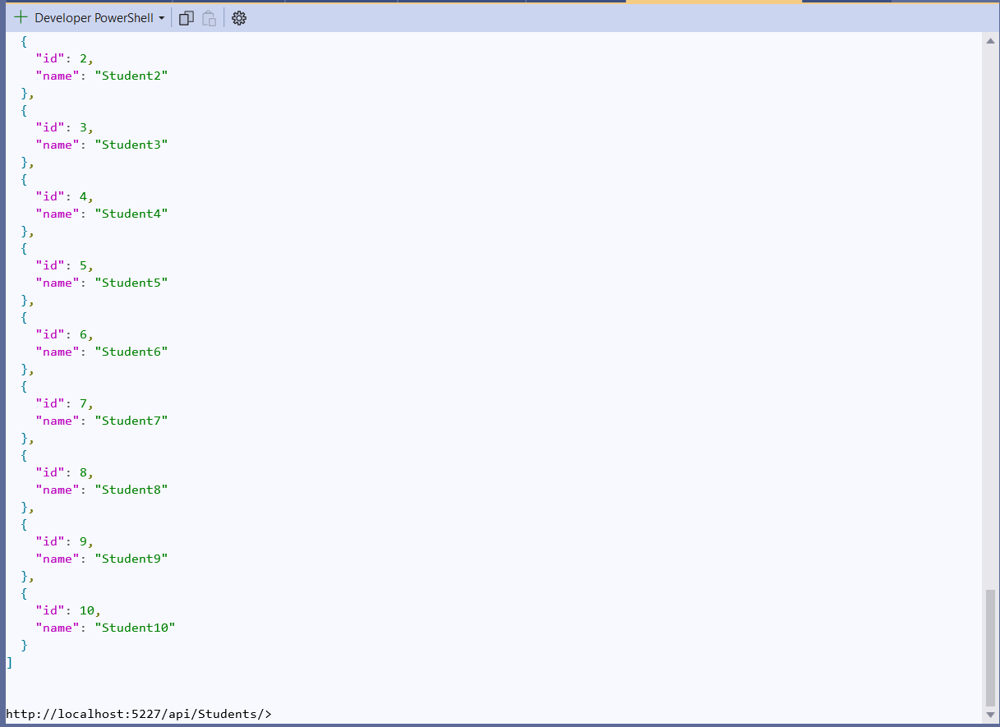 Developer PowerShell
{
"id": 2,
"name": "Student2"
},
{
"id": 3,
"name": "Student3"
},
{
"id": 4,
"name": "Student4"
},
{
"id": 5,
"name": "Student5"
},
{
"id": 6,
"name": "Student6"
},
{
"id": 7,
"name": "Student7"
},
{
"id": 8,
"name": "Student8"
},
{
"id": 9,
"name": "Student9"
},
{
"id": 10,
"name": "Student10"
}
]
http://localhost:5227/api/Students/>